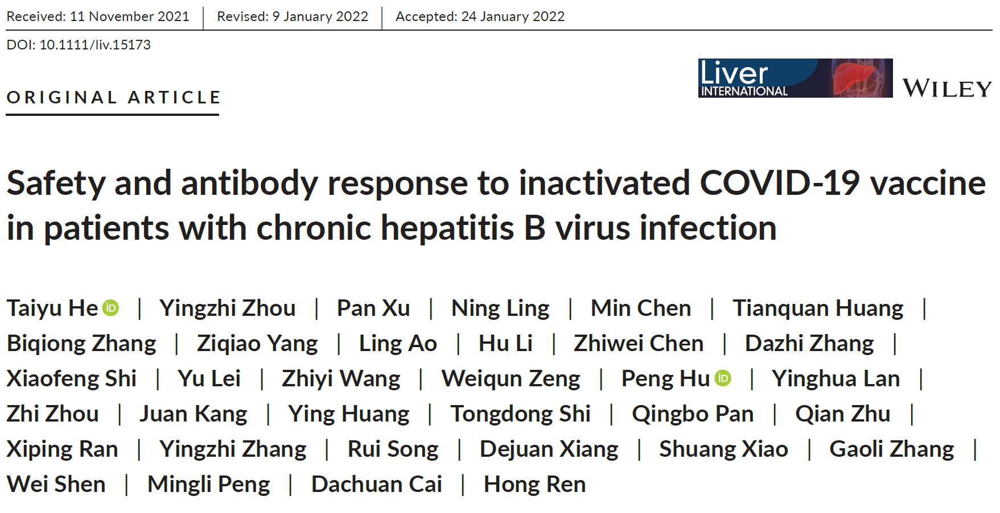 Received: 11 November 2021 | Revised: 9 January 2022 | Accepted: 24 January 2022
DOI: 10.1111/liv.15173
Liver
INTERNATIONAL
WILEY
ORIGINAL ARTICLE
Safety and antibody response to inactivated COVID-19 vaccine
in patients with chronic hepatitis B virus infection
Taiyu He iD | Yingzhi Zhou | Pan Xu | Ning Ling | Min Chen | Tianquan Huang |
Biqiong Zhang | Ziqiao Yang | Ling Ao | Hu Li | Zhiwei Chen | Dazhi Zhang |
Xiaofeng Shi | Yu Lei | Zhiyi Wang | Weiqun Zeng | Peng Hu iD | Yinghua Lan |
Zhi Zhou | Juan Kang | Ying Huang | Tongdong Shi | Qingbo Pan | Qian Zhu |
Xiping Ran | Yingzhi Zhang | Rui Song | Dejuan Xiang | Shuang Xiao | Gaoli Zhang |
Wei Shen | Mingli Peng | Dachuan Cai | Hong Ren